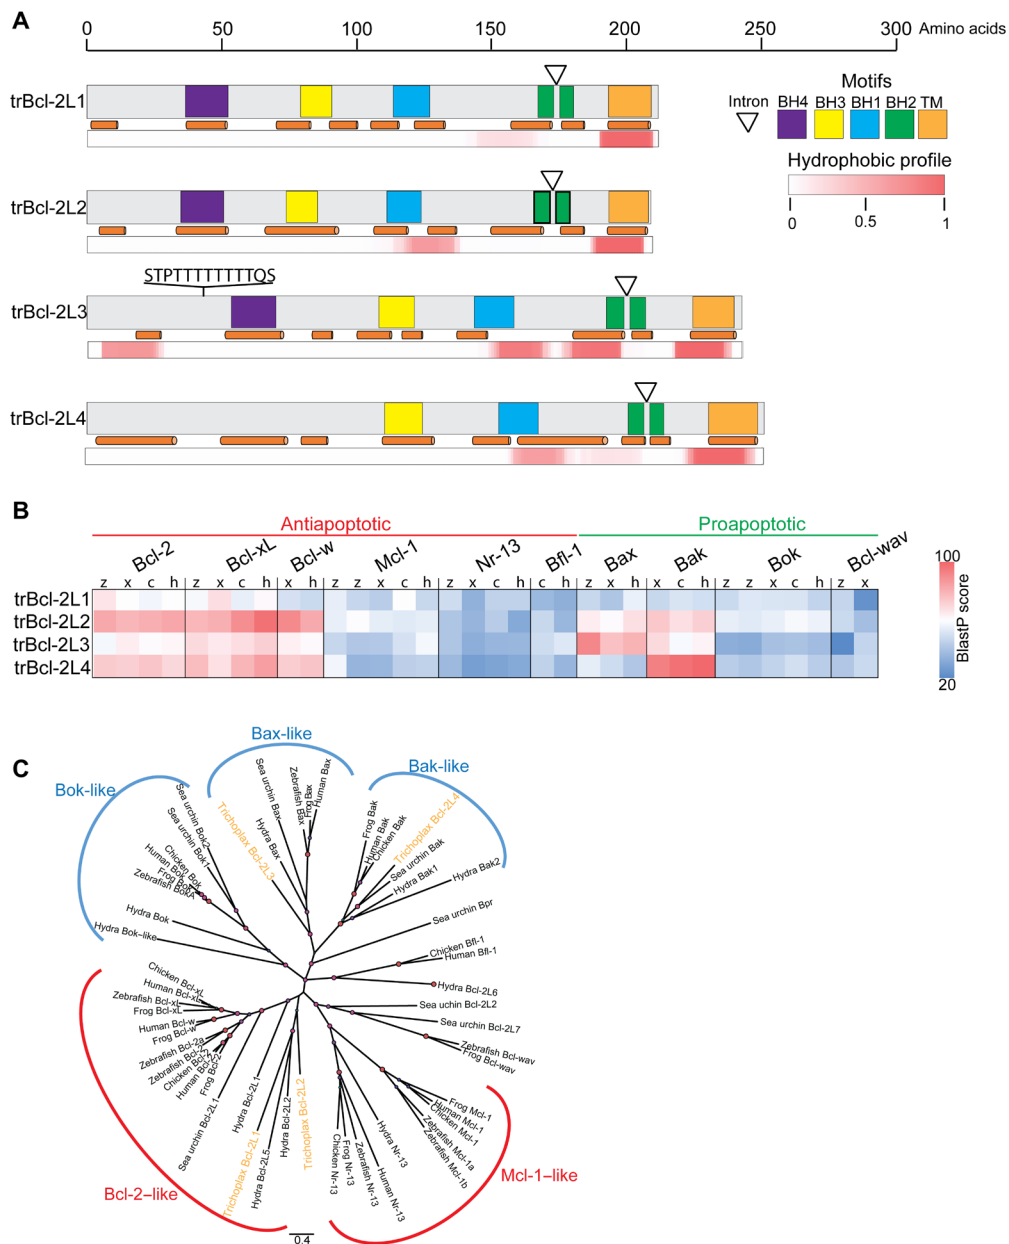 A
0 50 100 150 200 250 300 Amino acids
trBcl-2L1
Motifs
Intron BH4 BH3 BH1 BH2 TM
Hydrophobic profile
0 0.5 1
trBcl-2L2
STPTTTTTTTTQS
trBcl-2L3
trBcl-2L4
B
Antiapoptotic Proapoptotic
Bcl-2 Bcl-xL Bcl-w Mcl-1 Nr-13 Bfl-1 Bax Bak Bok Bcl-wav
z x c h z x c h x h z z x c h z x c h c h z x h x c h z z x c h z x
trBcl-2L1
trBcl-2L2
trBcl-2L3
trBcl-2L4
100
BlastP score
20
C
Bax-like
Bak-like
Bok-like
Sea urchin Bok2
Sea urchin Bok1
Chicken Bok
Human Bok
Frog Bok
Zebrafish BokA
Hydra Bok
Hydra Bok-like
Trichoplax Bcl-2L3
Sea urchin Bax
Hydra Bax
Zebrafish Bax
Frog Bax
Human Bax
Frog Bak
Human Bak
Chicken Bak
Trichoplax Bcl-2L4
Sea urchin Bak
Hydra Bak1
Hydra Bak2
Sea urchin Bpr
Chicken Bfl-1
Human Bfl-1
Hydra Bcl-2L6
Sea uchin Bcl-2L2
Sea urchin Bcl-2L7
Zebrafish Bcl-wav
Frog Bcl-wav
Frog Mcl-1
Human Mcl-1
Chicken Mcl-1
Zebrafish Mcl-1a
Zebrafish Mcl-1b
Hydra Nr-13
Human Nr-13
Zebrafish Nr-13
Frog Nr-13
Chicken Nr-13
Trichoplax Bcl-2L2
Hydra Bcl-2L2
Hydra Bcl-2L5
Trichoplax Bcl-2L1
Hydra Bcl-2L1
Sea urchin Bcl-2L1
Frog Bcl-2
Human Bcl-2
Chicken Bcl-2
Zebrafish Bcl-2
Zebrafish Bcl-2a
Frog Bcl-w
Human Bcl-w
Frog Bcl-xL
Zebrafish Bcl-xL
Human Bcl-xL
Chicken Bcl-xL
Bcl-2–like
Mcl-1–like
0.4